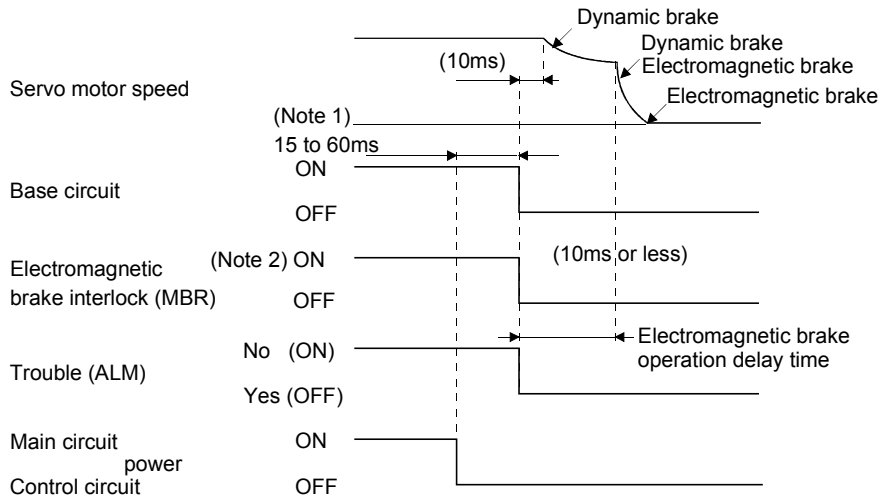 Dynamic brake
Dynamic brake
Electromagnetic brake
(10ms)
Servo motor speed
Electromagnetic brake
(Note 1)
15 to 60ms
ON
Base circuit
OFF
(Note 2) ON
(10ms or less)
Electromagnetic
brake interlock (MBR)
OFF
No (ON)
Electromagnetic brake
operation delay time
Trouble (ALM)
Yes (OFF)
Main circuit
ON
power
Control circuit
OFF